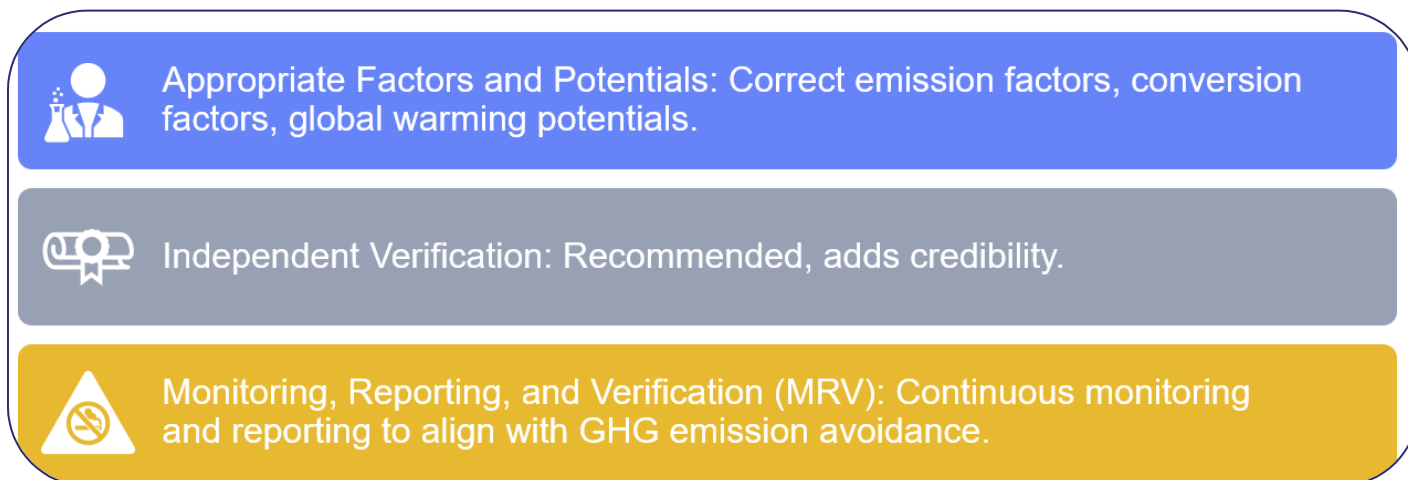 Appropriate Factors and Potentials: Correct emission factors, conversion
factors, global warming potentials.
Independent Verification: Recommended, adds credibility.
Monitoring, Reporting, and Verification (MRV): Continuous monitoring
and reporting to align with GHG emission avoidance.